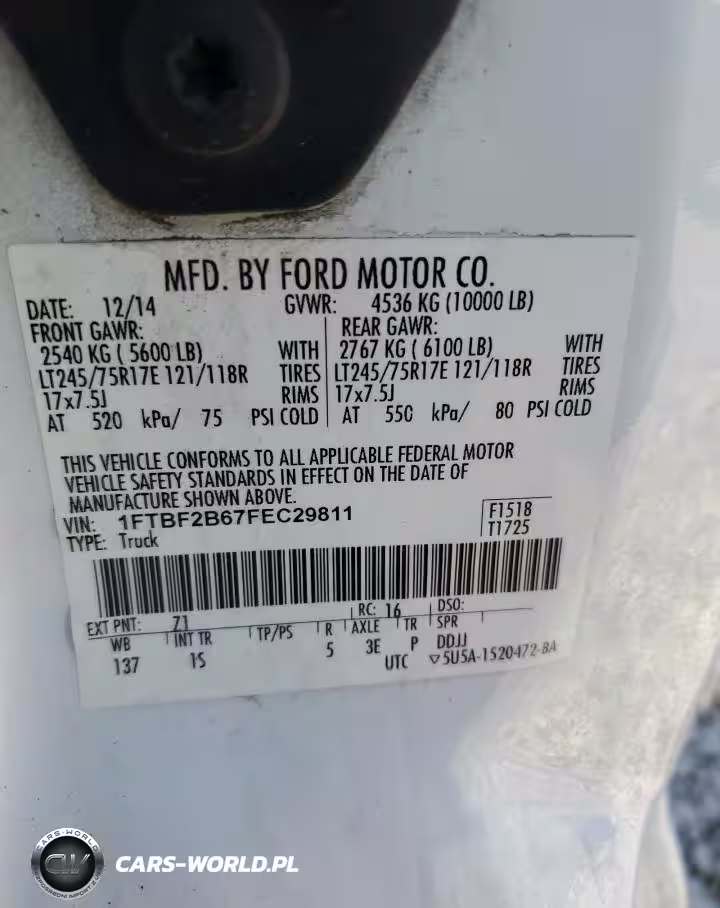 MFD. BY FORD MOTOR CO.
DATE: 12/14 GVWR: 4536 KG (10000 LB)
FRONT GAWR: REAR GAWR:
2540 KG ( 5600 LB) WITH 2767 KG ( 6100 LB) WITH
LT245/75R17E 121/118R TIRES LT245/75R17E 121/118R TIRES
17x7.5J RIMS 17x7.5J RIMS
AT 520 kPa/ 75 PSI COLD AT 550 kPa/ 80 PSI COLD
THIS VEHICLE CONFORMS TO ALL APPLICABLE FEDERAL MOTOR
VEHICLE SAFETY STANDARDS IN EFFECT ON THE DATE OF
MANUFACTURE SHOWN ABOVE.
VIN: 1FTBF2B67FEC29811 F1518
TYPE: Truck T1725
EXT PNT: 71 RC: 16 DSO:
WB INT TR TP/PS R AXLE TR SPR
137 1S 5 3E P DDJJ
UTC ▽5U5A-1520472-BA
CARS-WORLD
CW
CARS-WORLD.PL